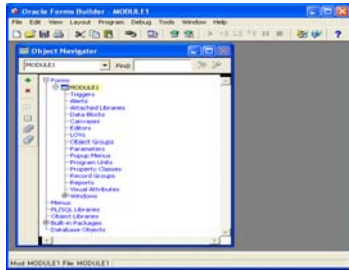 Oracle Forms Builder - MODULE1
File Edit View Layout Program Debug Tools Window Help
Object Navigator
MODULE1 Find:
Forms
MODULE1
Triggers
Alerts
Attached Libraries
Data Blocks
Canvases
Editors
LOVs
Object Groups
Parameters
Popup Menus
Program Units
Property Classes
Record Groups
Reports
Visual Attributes
Windows
Menus
PL/SQL Libraries
Object Libraries
Built-in Packages
Database Objects
Mod: MODULE1 File: MODULE1